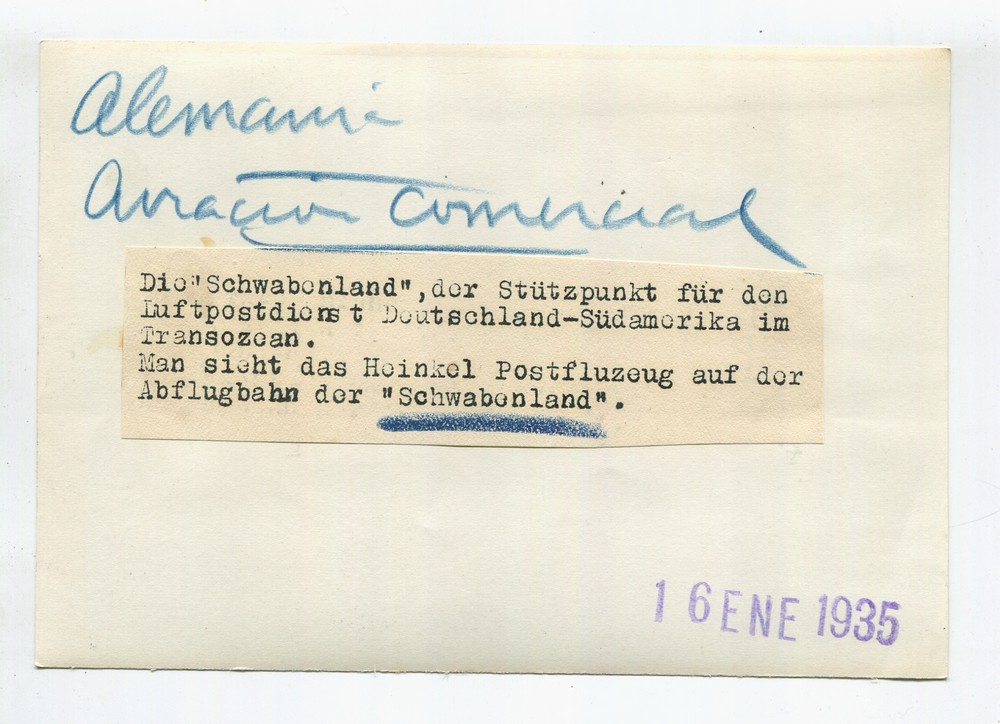 Alemania
Aviación Comercial
Die"Schwabenland",der Stützpunkt für den
Luftpostdienst Deutschland-Südamerika im
Transozean.
Man sieht das Heinkel Postfluzeug auf der
Abflugbahn der "Schwabenland".
16 ENE 1935